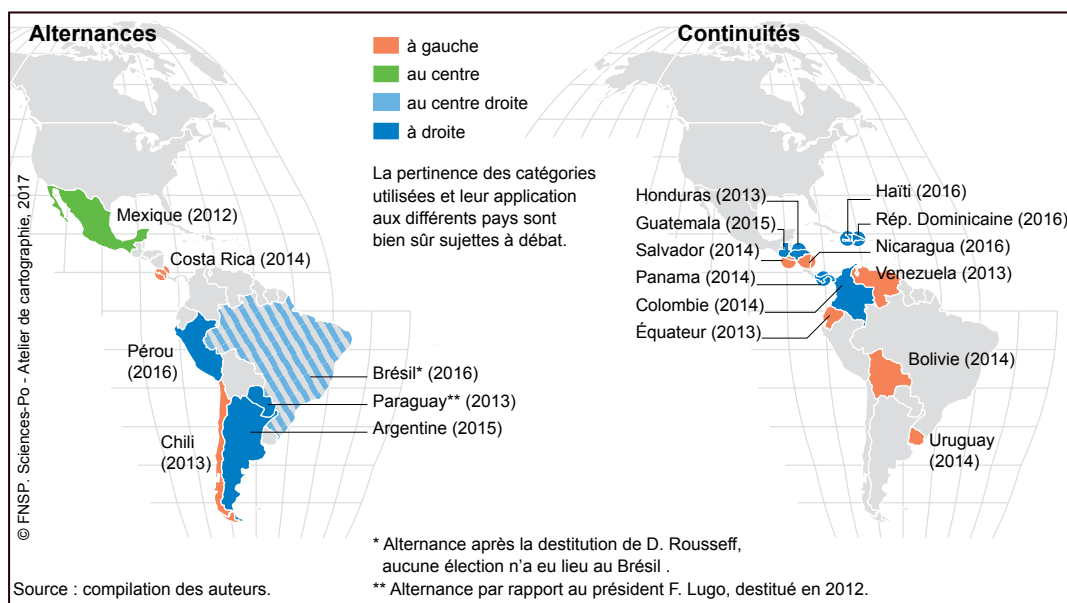 Alternances
à gauche
au centre
au centre droite
à droite
La pertinence des catégories
utilisées et leur application
aux différents pays sont
bien sûr sujettes à débat.
Mexique (2012)
Costa Rica (2014)
Pérou
(2016)
Brésil* (2016)
Paraguay** (2013)
Argentine (2015)
Chili
(2013)
Continuités
Honduras (2013)
Guatemala (2015)
Salvador (2014)
Panama (2014)
Colombie (2014)
Équateur (2013)
Haïti (2016)
Rép. Dominicaine (2016)
Nicaragua (2016)
Venezuela (2013)
Bolivie (2014)
Uruguay
(2014)
© FNSP. Sciences-Po - Atelier de cartographie, 2017
* Alternance après la destitution de D. Rousseff,
aucune élection n’a eu lieu au Brésil .
** Alternance par rapport au président F. Lugo, destitué en 2012.
Source : compilation des auteurs.